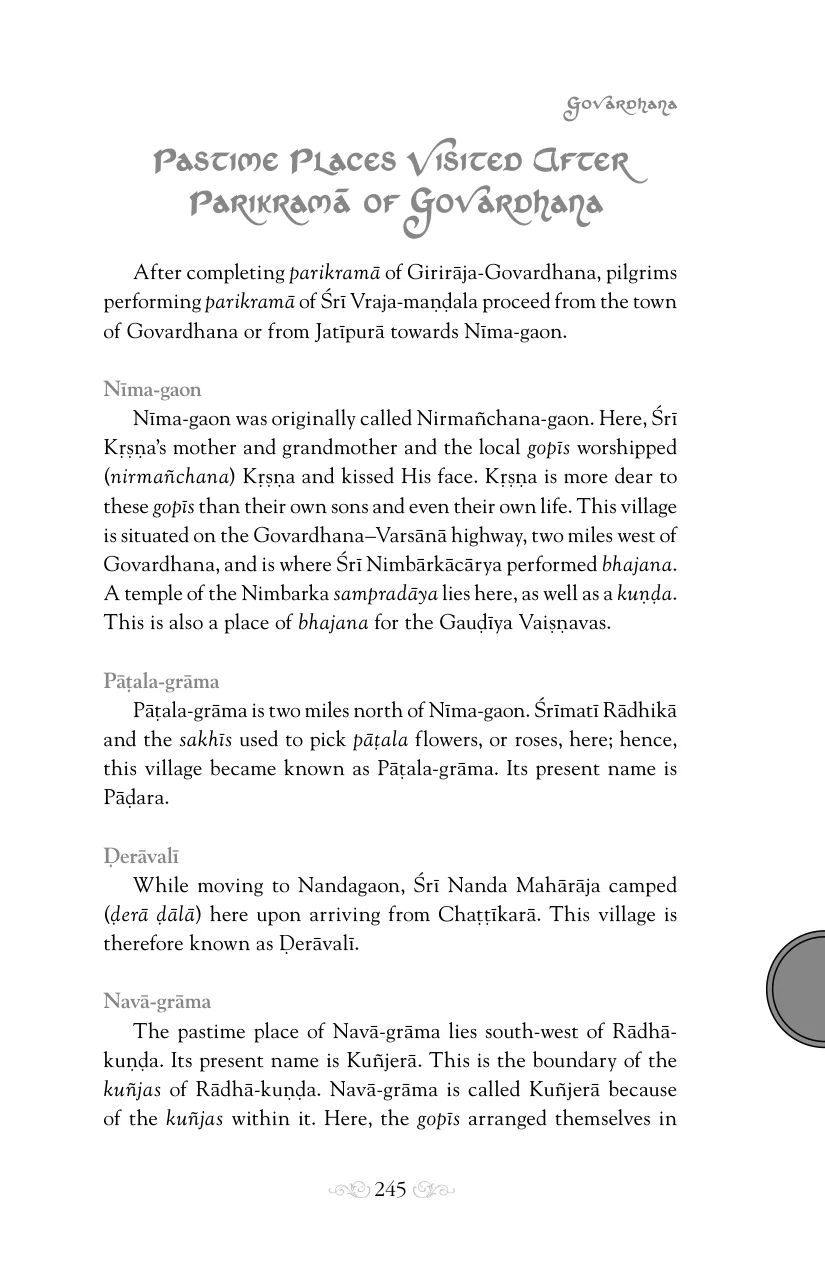 Govardhana
Pastime Places Visited After
Parikramā of Govardhana
After completing parikramā of Girirāja-Govardhana, pilgrims
performing parikramā of Śrī Vraja-maṇḍala proceed from the town
of Govardhana or from Jatīpurā towards Nīma-gaon.
Nīma-gaon
Nīma-gaon was originally called Nirmañchana-gaon. Here, Śrī
Kṛṣṇa’s mother and grandmother and the local gopīs worshipped
(nirmañchana) Kṛṣṇa and kissed His face. Kṛṣṇa is more dear to
these gopīs than their own sons and even their own life. This village
is situated on the Govardhana–Varsānā highway, two miles west of
Govardhana, and is where Śrī Nimbārkācārya performed bhajana.
A temple of the Nimbarka sampradāya lies here, as well as a kuṇḍa.
This is also a place of bhajana for the Gauḍīya Vaiṣṇavas.
Pāṭala-grāma
Pāṭala-grāma is two miles north of Nīma-gaon. Śrīmatī Rādhikā
and the sakhīs used to pick pāṭala flowers, or roses, here; hence,
this village became known as Pāṭala-grāma. Its present name is
Pāḍara.
Ḍerāvalī
While moving to Nandagaon, Śrī Nanda Mahārāja camped
(ḍerā ḍālā) here upon arriving from Chaṭṭīkarā. This village is
therefore known as Ḍerāvalī.
Navā-grāma
The pastime place of Navā-grāma lies south-west of Rādhā-
kuṇḍa. Its present name is Kuñjerā. This is the boundary of the
kuñjas of Rādhā-kuṇḍa. Navā-grāma is called Kuñjerā because
of the kuñjas within it. Here, the gopīs arranged themselves in
245